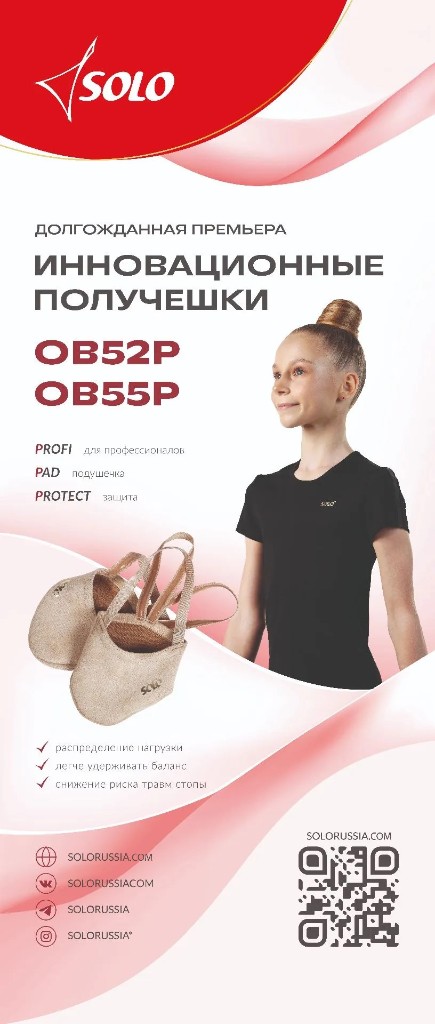 SOLO
ДОЛГОЖДАННАЯ ПРЕМЬЕРА
ИННОВАЦИОННЫЕ
ПОЛУЧЕШКИ
OB52P
OB55P
PROFI для профессионалов
PAD подушечка
PROTECT защита
SOLO
SOLO
распределение нагрузки
легче удерживать баланс
снижение риска травм стопы
SOLORUSSIA.COM
SOLORUSSIA.COM
SOLORUSSIACOM
SOLORUSSIA
SOLORUSSIA*